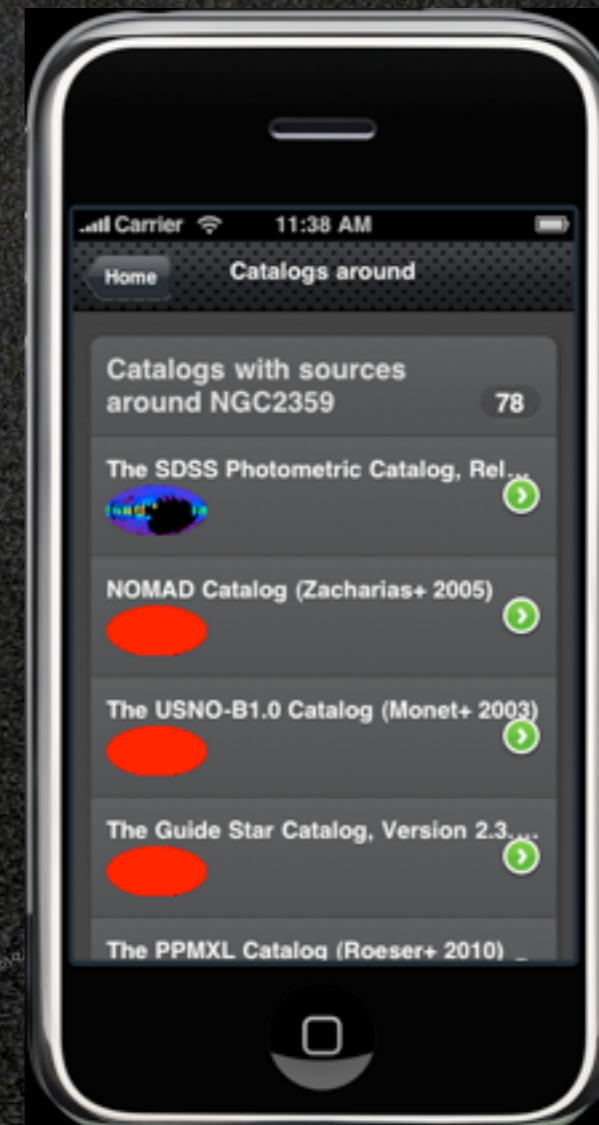 Carrier 11:38 AM
Home Catalogs around
Catalogs with sources
around NGC2359 78
The SDSS Photometric Catalog, Rel...
NOMAD Catalog (Zacharias+ 2005)
The USNO-B1.0 Catalog (Monet+ 2003)
The Guide Star Catalog, Version 2.3....
The PPMXL Catalog (Roeser+ 2010)